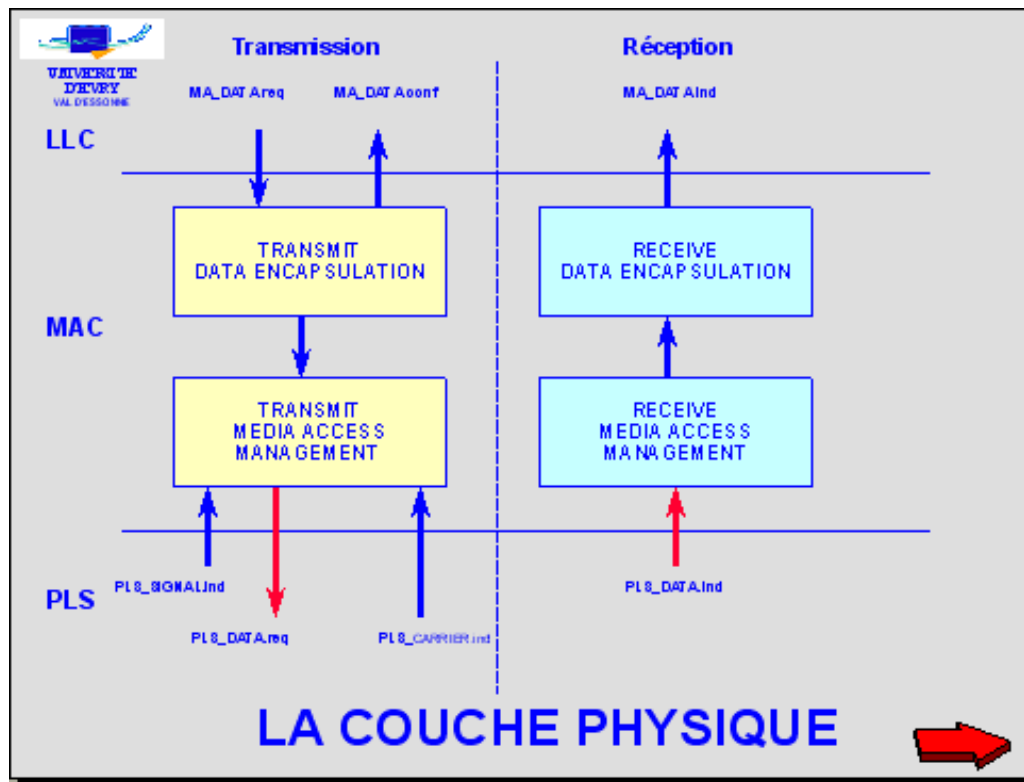 Transmission
Réception
UNIVERSITE
D'EVRY
VAL D'ESSONNE
MA_DATAreq
MA_DATAconf
MA_DATAind
LLC
TRANSMIT
DATA ENCAPSULATION
RECEIVE
DATA ENCAPSULATION
MAC
TRANSMIT
MEDIA ACCESS
MANAGEMENT
RECEIVE
MEDIA ACCESS
MANAGEMENT
PLS
PLS_SIGNAL.ind
PLS_DATA.req
PLS_CARRIER.ind
PLS_DATA.ind
LA COUCHE PHYSIQUE